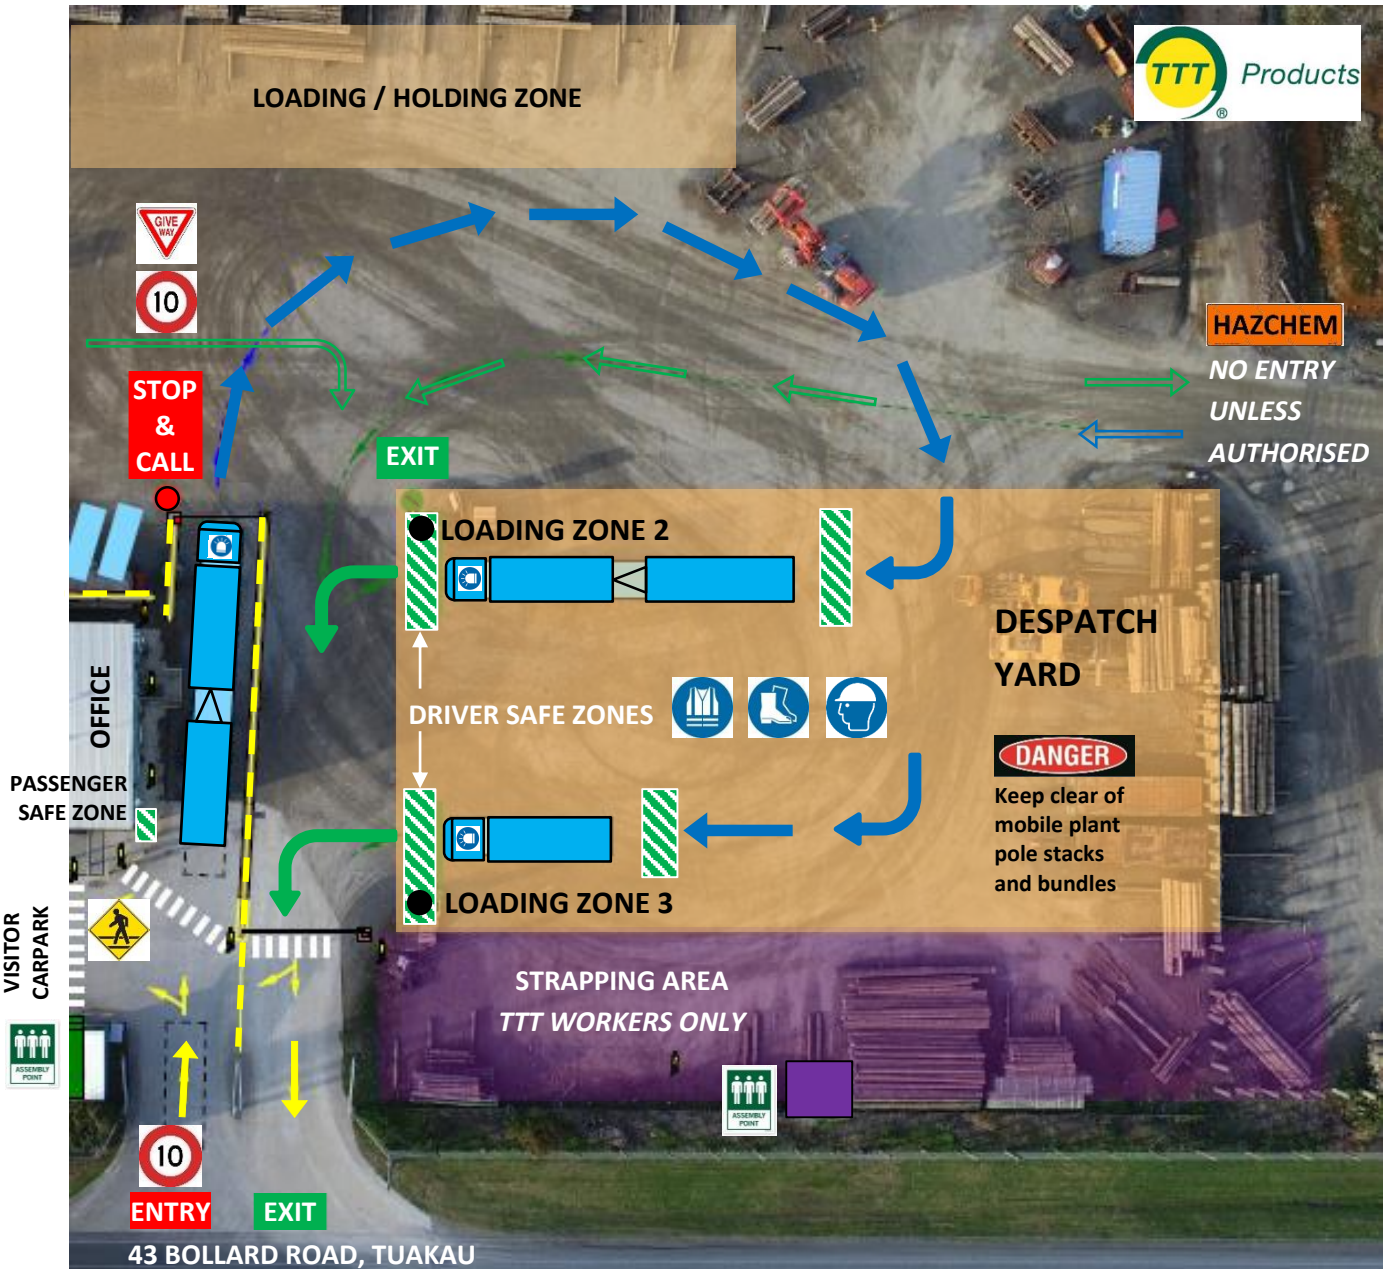 LOADING / HOLDING ZONE
TTT Products
®
GIVE
WAY
10
HAZCHEM
NO ENTRY
UNLESS
AUTHORISED
STOP
&
CALL
EXIT
LOADING ZONE 2
DESPATCH
YARD
OFFICE
DRIVER SAFE ZONES
DANGER
Keep clear of
mobile plant
pole stacks
and bundles
PASSENGER
SAFE ZONE
LOADING ZONE 3
VISITOR
CARPARK
STRAPPING AREA
TTT WORKERS ONLY
ASSEMBLY
POINT
ASSEMBLY
POINT
10
ENTRY
EXIT
43 BOLLARD ROAD, TUAKAU